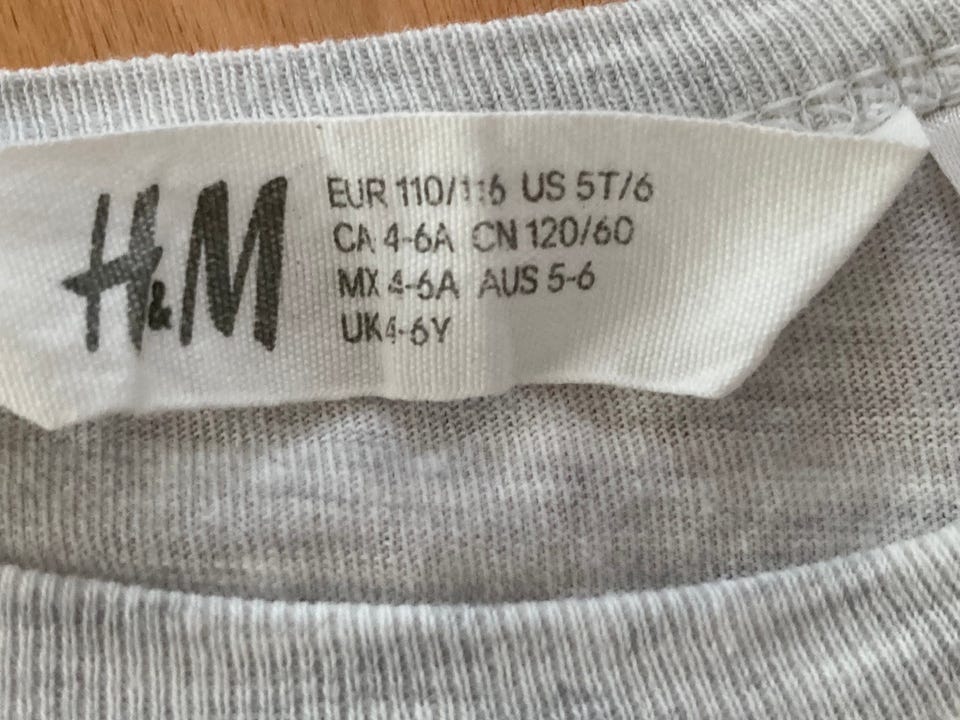 H&M
EUR 110/116 US 5T/6
CA 4-6A CN 120/60
MX 4-6A AUS 5-6
UK4-6Y